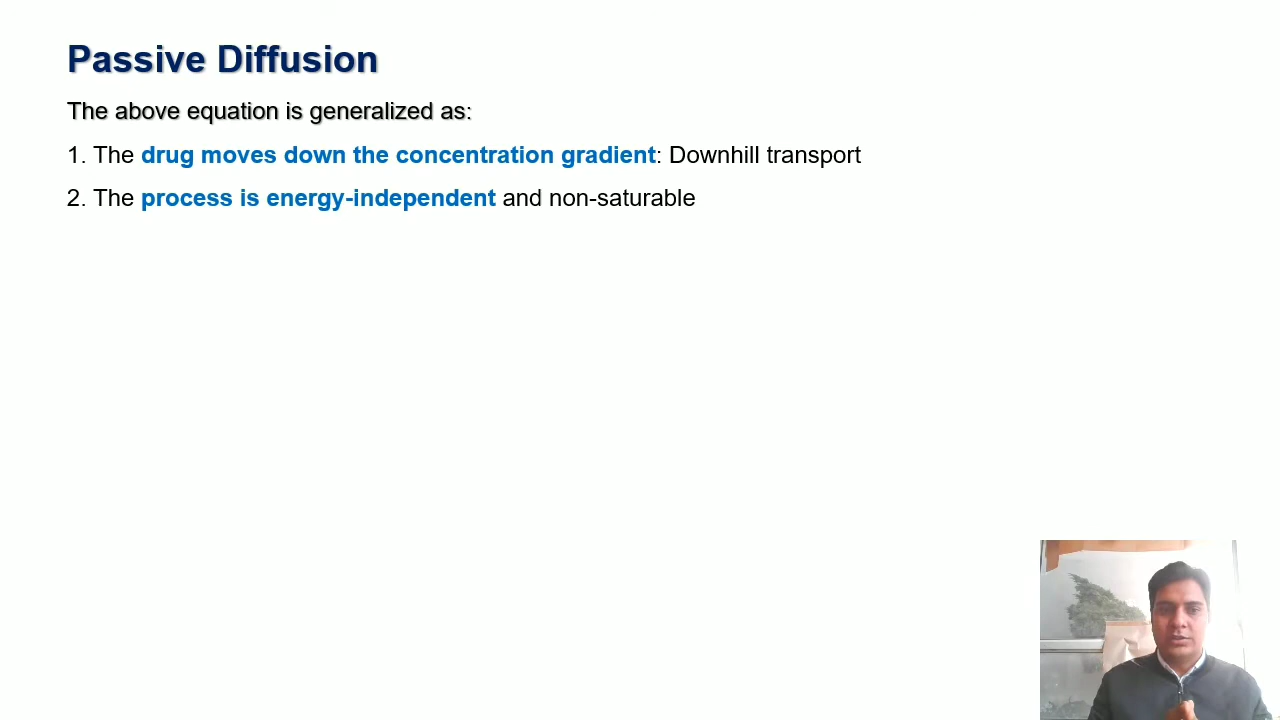 Passive Diffusion
The above equation is generalized as:
1. The drug moves down the concentration gradient: Downhill transport
2. The process is energy-independent and non-saturable